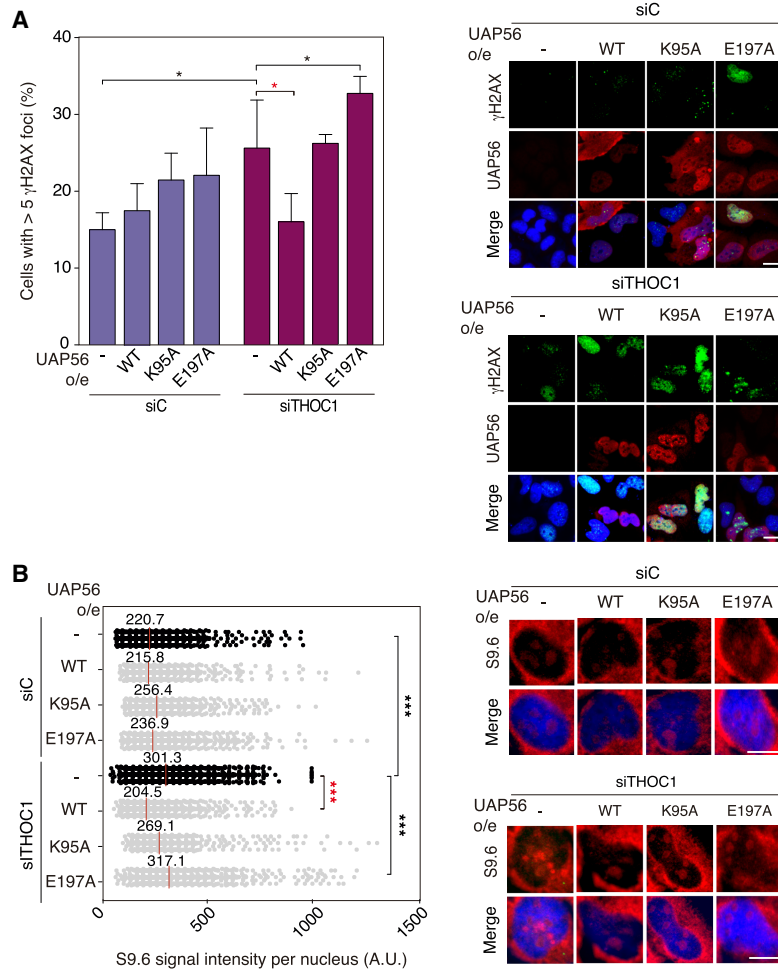 A
Cells with > 5 γH2AX foci (%)
40
30
20
10
0
*
*
*
UAP56
o/e
- WT K95A E197A - WT K95A E197A
siC siTHOC1
siC
UAP56
o/e
- WT K95A E197A
γH2AX
UAP56
Merge
siTHOC1
UAP56
o/e
- WT K95A E197A
γH2AX
UAP56
Merge
B
UAP56
o/e
siC
-
220.7
WT
215.8
K95A
256.4
E197A
236.9
siTHOC1
-
301.3
WT
204.5
K95A
269.1
E197A
317.1
***
***
***
0 500 1000 1500
S9.6 signal intensity per nucleus (A.U.)
siC
UAP56
o/e
- WT K95A E197A
S9.6
Merge
siTHOC1
UAP56
o/e
- WT K95A E197A
S9.6
Merge